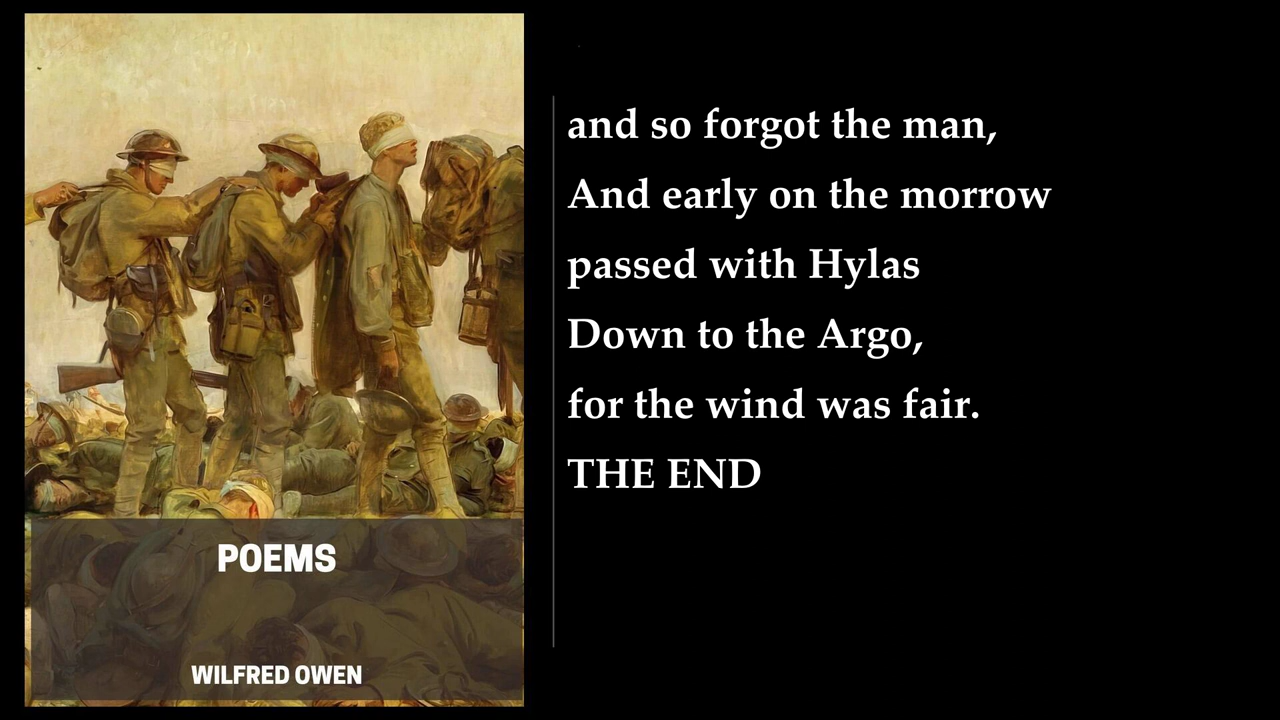 and so forgot the man,
And early on the morrow
passed with Hylas
Down to the Argo,
for the wind was fair.
THE END
POEMS
WILFRED OWEN